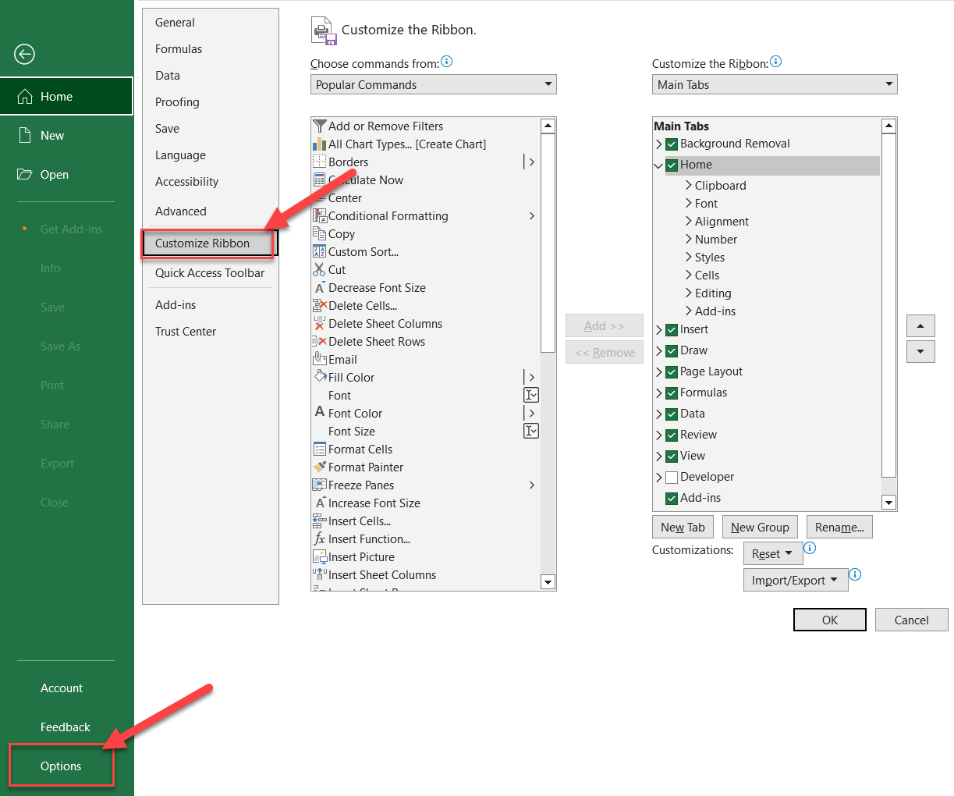 Home
New
Open
Get Add-ins
Info
Save
Save As
Print
Share
Export
Close
Account
Feedback
Options
General
Formulas
Data
Proofing
Save
Language
Accessibility
Advanced
Customize Ribbon
Quick Access Toolbar
Add-ins
Trust Center
Customize the Ribbon.
Choose commands from:
Popular Commands
Add or Remove Filters
All Chart Types... [Create Chart]
Borders
Calculate Now
Center
Conditional Formatting
Copy
Custom Sort...
Cut
Decrease Font Size
Delete Cells...
Delete Sheet Columns
Delete Sheet Rows
Email
Fill Color
Font
Font Color
Font Size
Format Cells
Format Painter
Freeze Panes
Increase Font Size
Insert Cells...
Insert Function...
Insert Picture
Insert Sheet Columns
Add >>
<< Remove
Customize the Ribbon:
Main Tabs
Main Tabs
Background Removal
Home
Clipboard
Font
Alignment
Number
Styles
Cells
Editing
Add-ins
Insert
Draw
Page Layout
Formulas
Data
Review
View
Developer
Add-ins
New Tab
New Group
Rename...
Customizations:
Reset
Import/Export
OK
Cancel